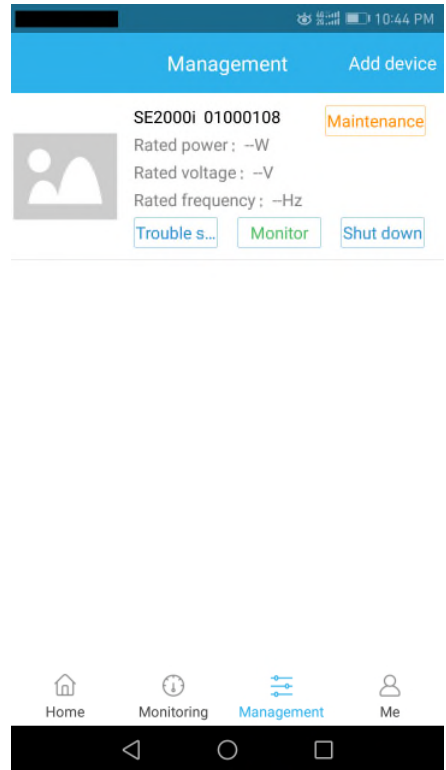 10:44 PM
Management Add device
SE2000i 01000108 Maintenance
Rated power: --W
Rated voltage: --V
Rated frequency: --Hz
Trouble s... Monitor Shut down
Home Monitoring Management Me